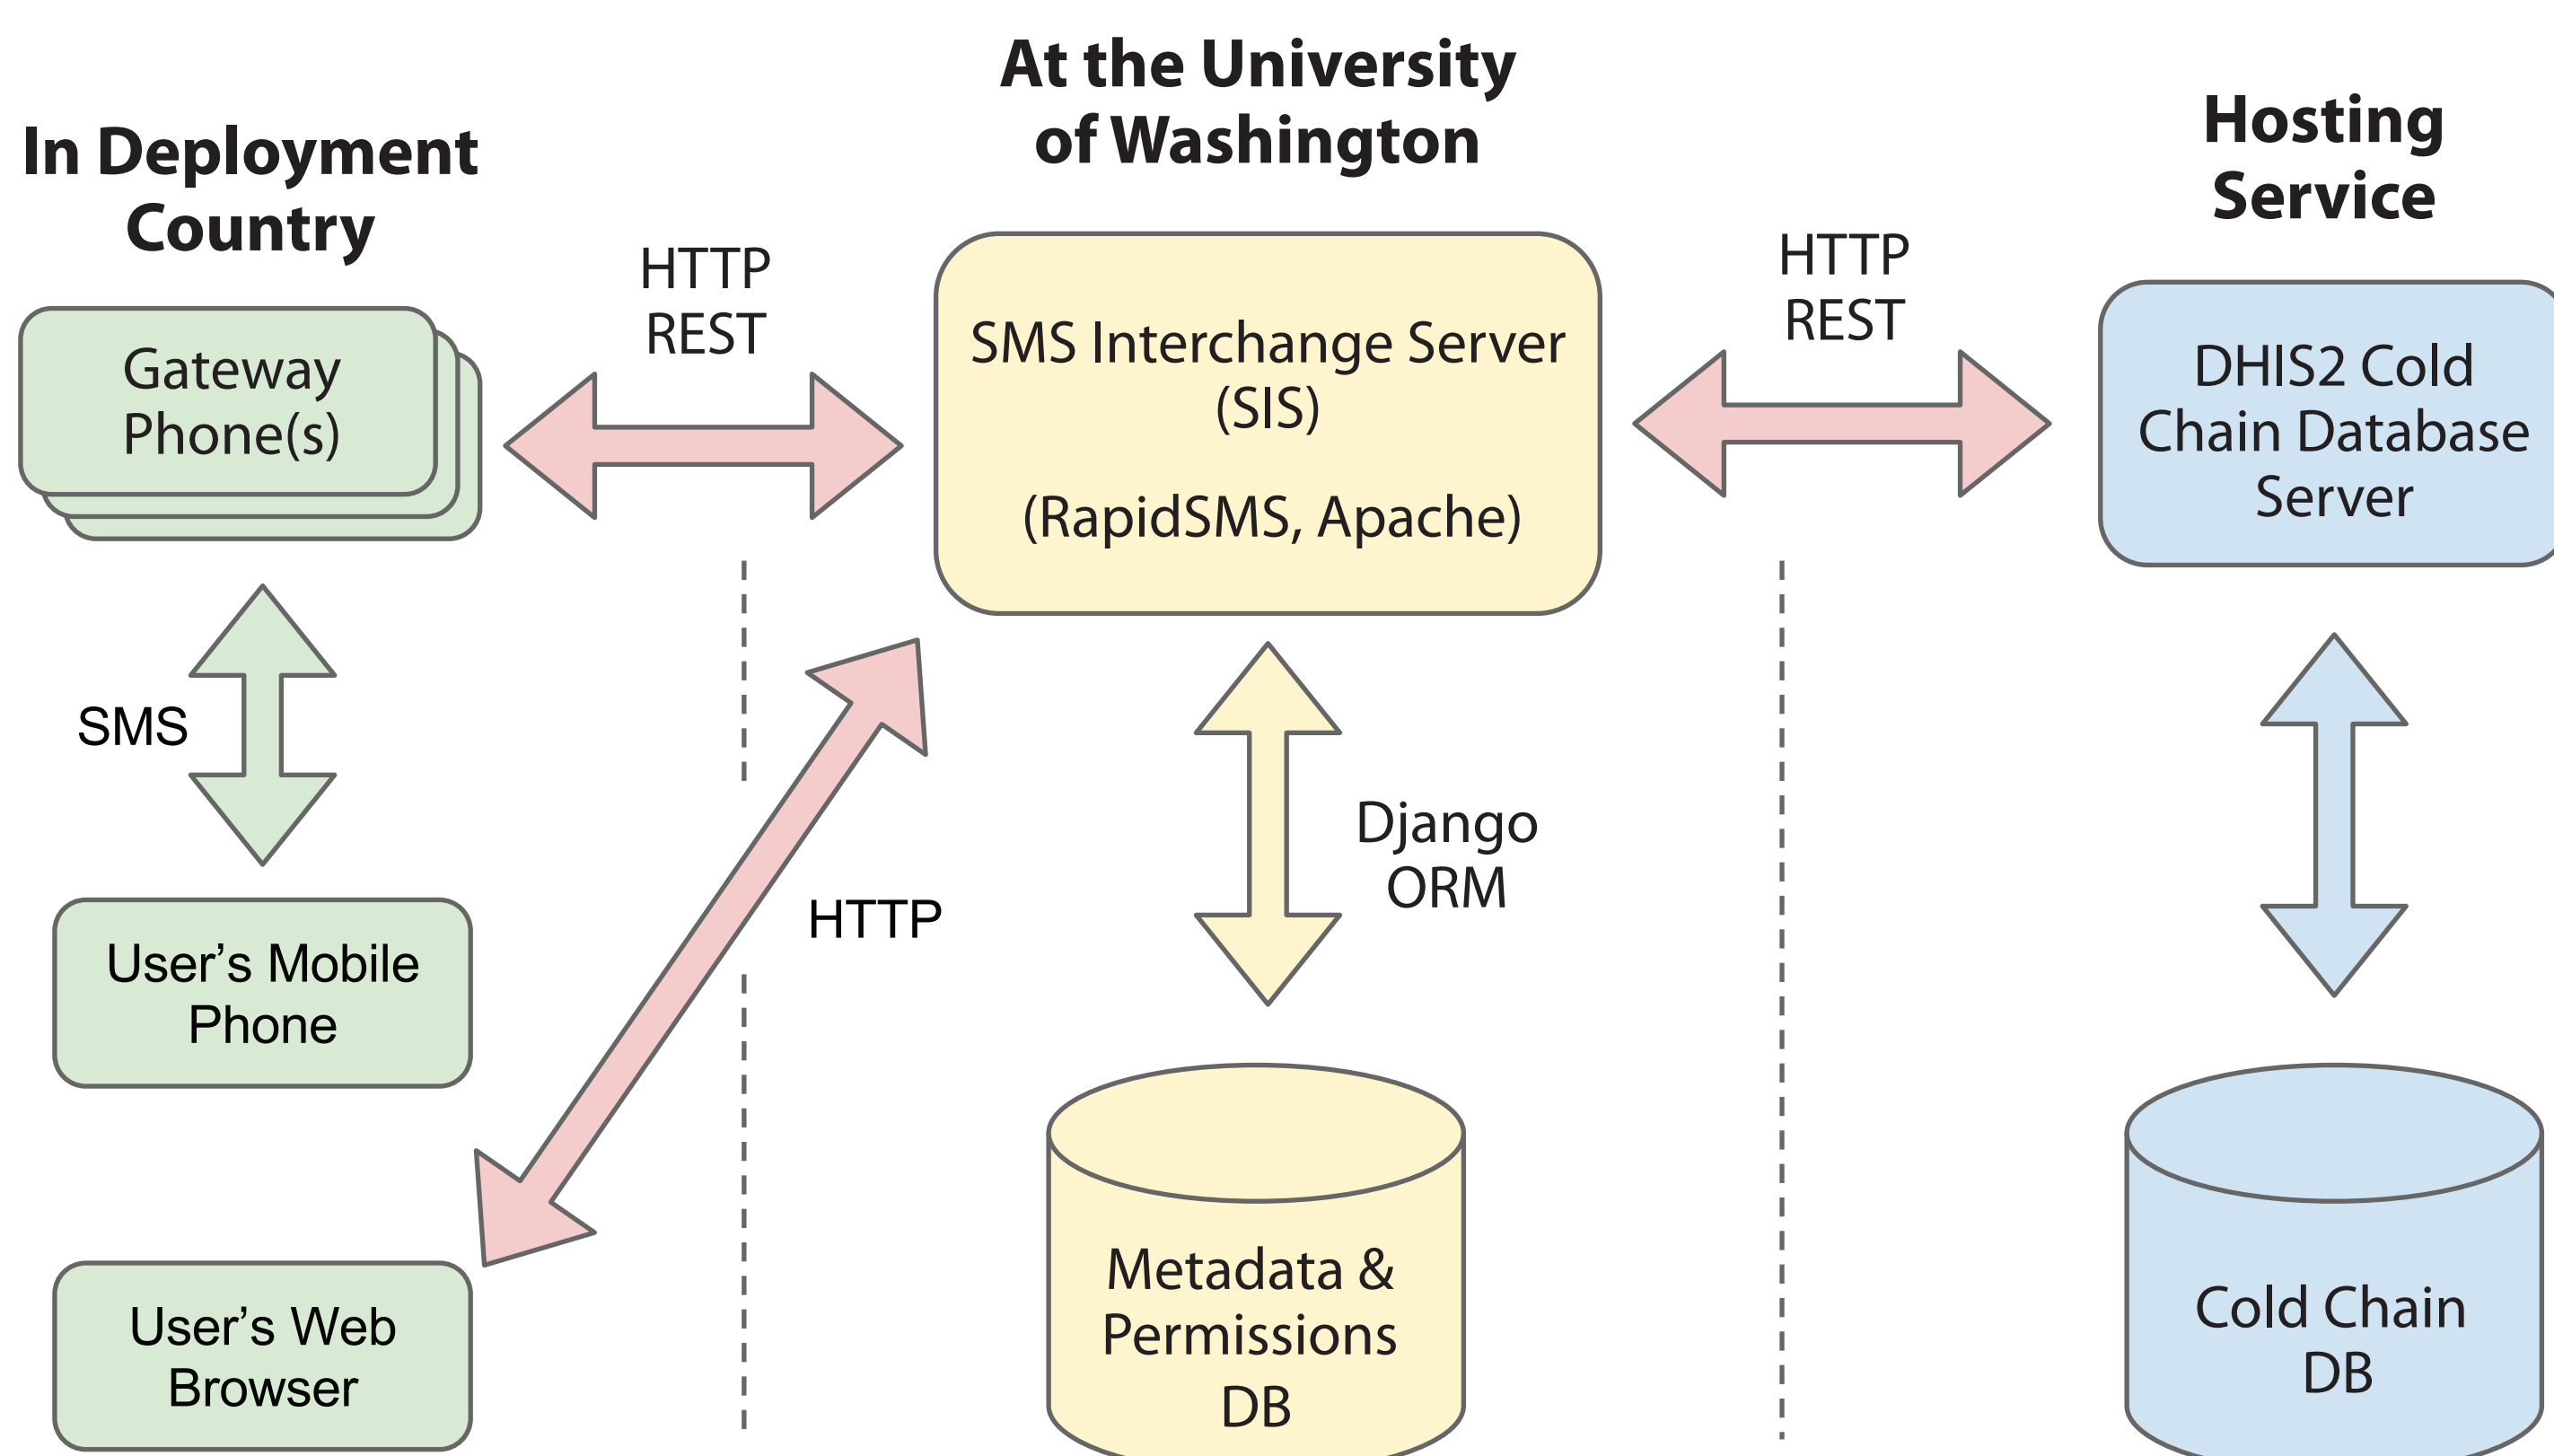 In Deployment
Country
At the University
of Washington
Hosting
Service
Gateway
Phone(s)
HTTP
REST
SMS Interchange Server
(SIS)
(RapidSMS, Apache)
HTTP
REST
DHIS2 Cold
Chain Database
Server
SMS
HTTP
Django
ORM
User’s Mobile
Phone
User’s Web
Browser
Metadata &
Permissions
DB
Cold Chain
DB